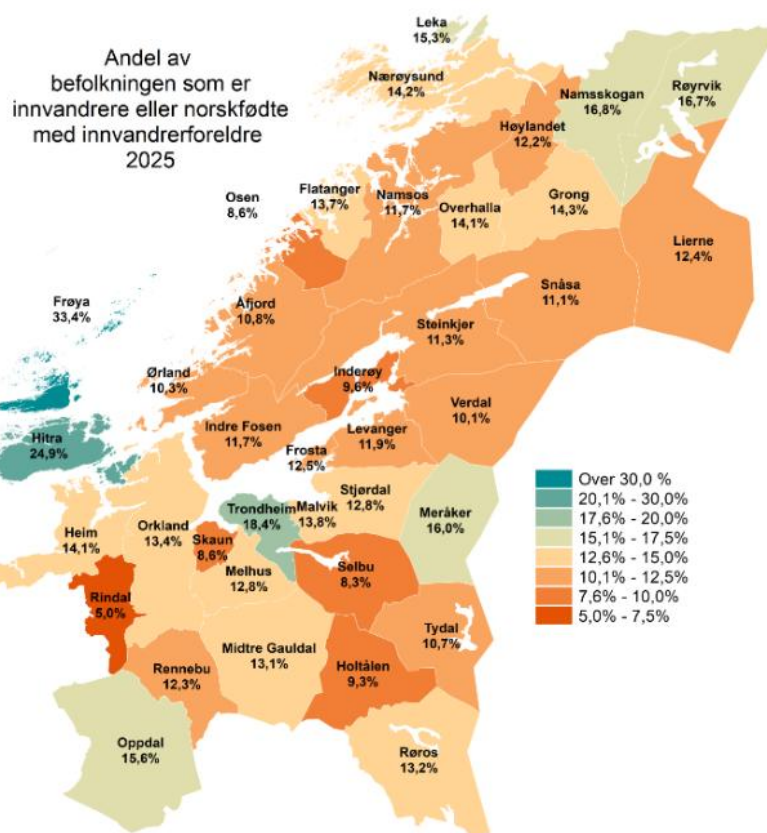 Andel av
befolkningen som er
innvandrere eller norskfødte
med innvandrerforeldre
2025
Leka
15,3%
Nærøysund
14,2%
Namsskogan
16,8%
Røyrvik
16,7%
Høylandet
12,2%
Osen
8,6%
Flatanger
13,7%
Namsos
11,7%
Overhalla
14,1%
Grong
14,3%
Lierne
12,4%
Frøya
33,4%
Åfjord
10,8%
Snåsa
11,1%
Steinkjer
11,3%
Ørland
10,3%
Inderøy
9,6%
Verdal
10,1%
Hitra
24,9%
Indre Fosen
11,7%
Frosta
12,5%
Levanger
11,9%
Stjørdal
12,8%
Meråker
16,0%
Trondheim
18,4%
Malvik
13,8%
Heim
14,1%
Orkland
13,4%
Skaun
8,6%
Melhus
12,8%
Selbu
8,3%
Rindal
5,0%
Tydal
10,7%
Midtre Gauldal
13,1%
Rennebu
12,3%
Holtålen
9,3%
Oppdal
15,6%
Røros
13,2%
Over 30,0 %
20,1% - 30,0%
17,6% - 20,0%
15,1% - 17,5%
12,6% - 15,0%
10,1% - 12,5%
7,6% - 10,0%
5,0% - 7,5%